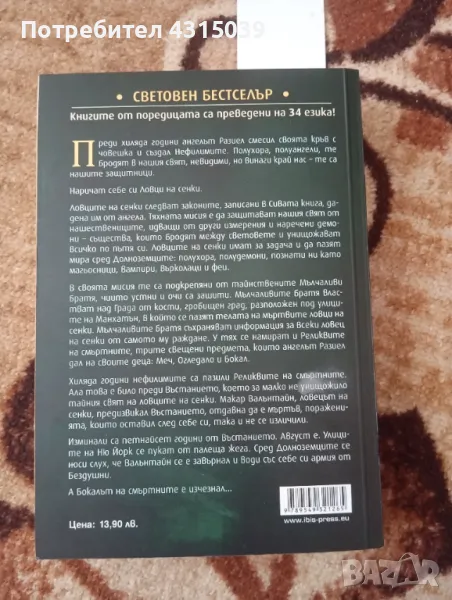 Потребител 4315039
• СВЕТОВЕН БЕСТСЕЛЪР •
Книгите от поредицата са преведени на 34 езика!
Преди хиляда години ангелът Разиел смесил своята кръв с
човешка и създал Нефилимите. Полухора, полуангели, те
бродят в нашия свят, невидими, но винаги край нас – те са
нашите защитници.
Наричат себе си Ловци на сенки.
Ловците на сенки следват законите, записани в Сивата книга, да-
дена им от ангела. Тяхната мисия е да защитават нашия свят от
нашествениците, идващи от други измерения и наречени демо-
ни – същества, които бродят между световете и унищожават
всичко по пътя си. Ловците на сенки имат за задача и да пазят
мира сред Долноземците: полухора, полудемони, познати ни като
магьосници, вампири, върколаци и феи.
В своята мисия те са подкрепяни от тайнствените Мълчаливи
братя, чиито устни и очи са зашити. Мълчаливите братя власт-
ват над Града от кости, гробищен град, разположен под улици-
те на Манхатън, в който се пазят телата на мъртвите ловци на
сенки. Мълчаливите братя съхраняват информация за всеки ловец
на сенки от самото му раждане. У тях се намират и Реликвите
на смъртните, трите свещени предмета, които ангелът Разиел
дал на своите деца: Меч, Огледало и Бокал.
Хиляда години нефилимите са пазили Реликвите на смъртните.
Ала това е било преди Въстанието, което за малко не унищожило
тайния свят на ловците на сенки. Макар Валънтайн, ловецът на
сенки, предизвикал Въстанието, отдавна да е мъртъв, поражени-
ята, които оставил след себе си, така и не се изличили.
Изминали са петнайсет години от Въстанието. Август е. Улици-
те на Ню Йорк се пукат от палеща жега. Сред Долноземците се
носи слух, че Валънтайн се е завърнал и води със себе си армия от
Бездушни.
А Бокалът на смъртните е изчезнал...
Цена: 13,90 лв.
9 789549 321265
www.ibis-press.eu
BAZAR